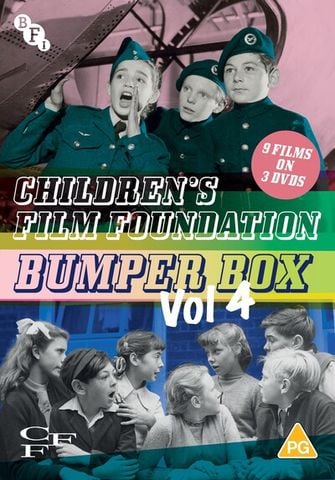 BFI
9 FILMS
ON
3 DVDS
CHILDREN'S
FILM FOUNDATION
BUMPER BOX
Vol 4
CFF
PG